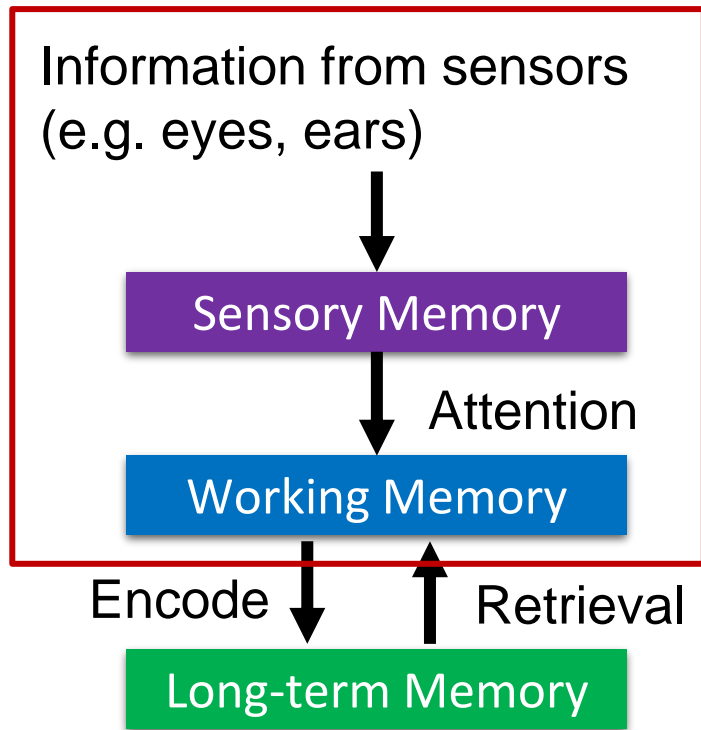 Information from sensors
(e.g. eyes, ears)
Sensory Memory
Attention
Working Memory
Encode
Retrieval
Long-term Memory